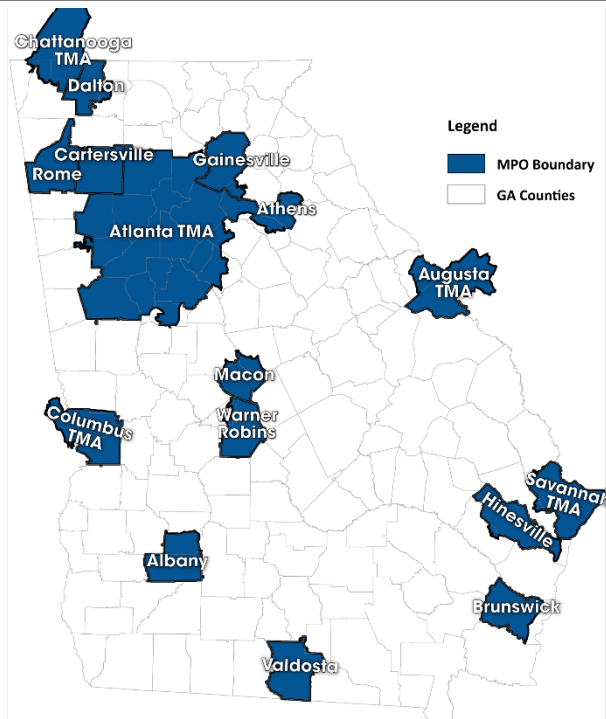 Chattanooga
TMA
Dalton
Cartersville
Rome
Gainesville
Athens
Atlanta TMA
Legend
MPO Boundary
GA Counties
Augusta
TMA
Macon
Warner
Robins
Columbus
TMA
Savannah
TMA
Hinesville
Albany
Brunswick
Valdosta